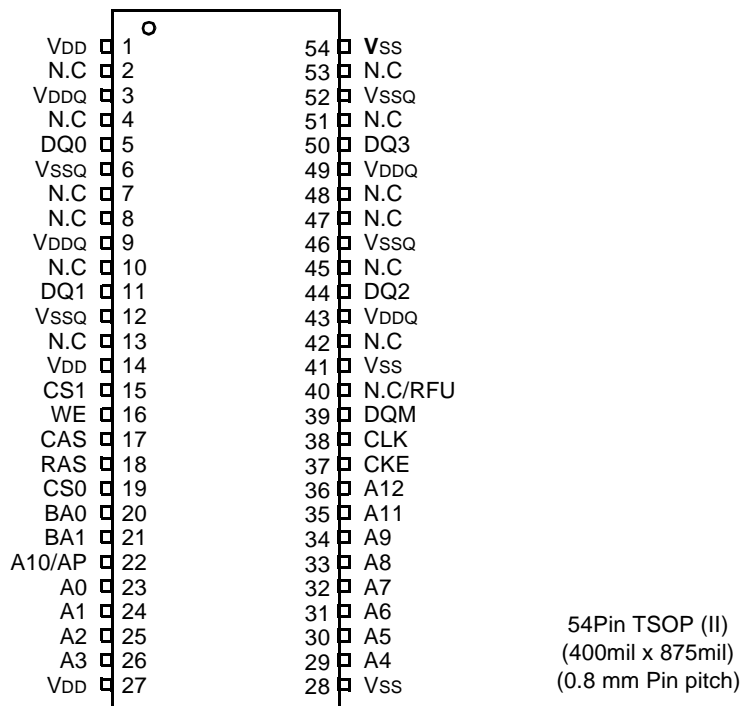 VDD 1 54 VSS
N.C 2 53 N.C
VDDQ 3 52 VSSQ
N.C 4 51 N.C
DQ0 5 50 DQ3
VSSQ 6 49 VDDQ
N.C 7 48 N.C
N.C 8 47 N.C
VDDQ 9 46 VSSQ
N.C 10 45 N.C
DQ1 11 44 DQ2
VSSQ 12 43 VDDQ
N.C 13 42 N.C
VDD 14 41 VSS
CS1 15 40 N.C/RFU
WE 16 39 DQM
CAS 17 38 CLK
RAS 18 37 CKE
CS0 19 36 A12
BA0 20 35 A11
BA1 21 34 A9
A10/AP 22 33 A8
A0 23 32 A7
A1 24 31 A6
A2 25 30 A5
A3 26 29 A4
VDD 27 28 VSS
54Pin TSOP (II)
(400mil x 875mil)
(0.8 mm Pin pitch)